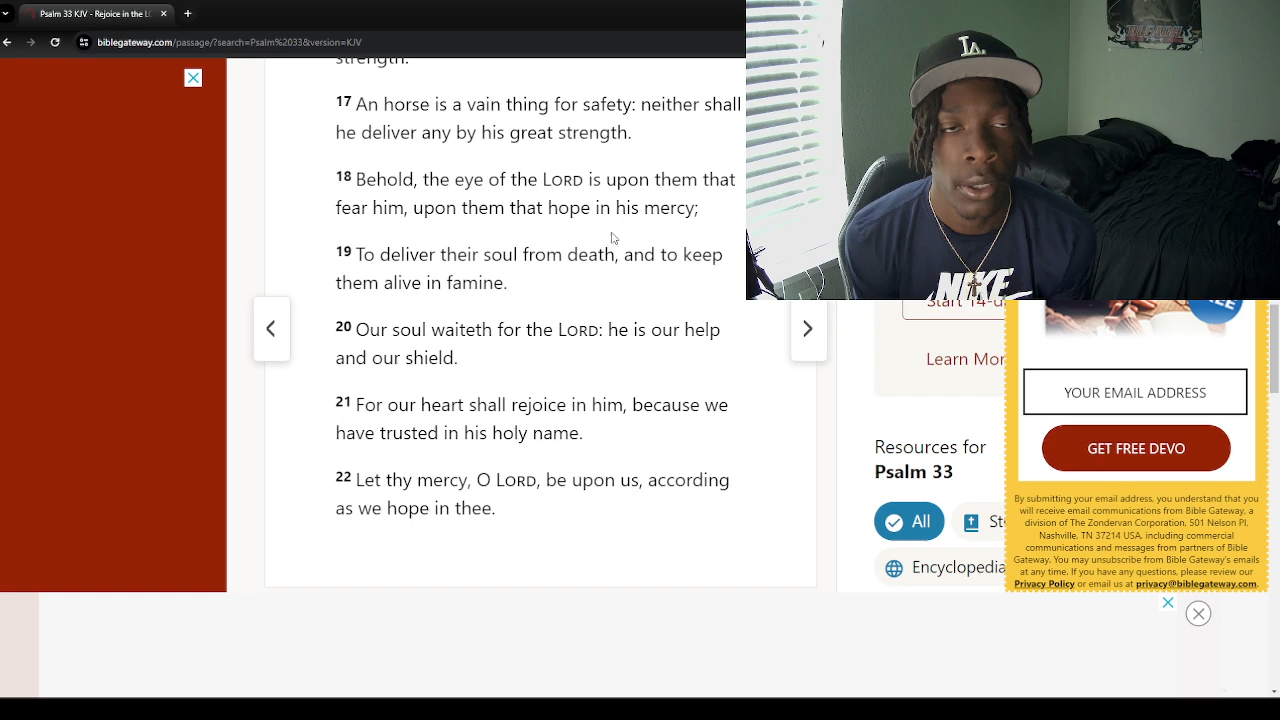 Psalm 33 KJV - Rejoice in the LO
biblegateway.com/passage/?search=Psalm%2033&version=KJV
strength.
17 An horse is a vain thing for safety: neither shall
he deliver any by his great strength.
18 Behold, the eye of the LORD is upon them that
fear him, upon them that hope in his mercy;
19 To deliver their soul from death, and to keep
them alive in famine.
20 Our soul waiteth for the LORD: he is our help
and our shield.
21 For our heart shall rejoice in him, because we
have trusted in his holy name.
22 Let thy mercy, O LORD, be upon us, according
as we hope in thee.
BLEACH
LA
NIKE
Start 14-d
Learn Mor
Resources for
Psalm 33
All
St
Encyclopedia
YOUR EMAIL ADDRESS
GET FREE DEVO
By submitting your email address, you understand that you
will receive email communications from Bible Gateway, a
division of The Zondervan Corporation, 501 Nelson Pl,
Nashville, TN 37214 USA, including commercial
communications and messages from partners of Bible
Gateway. You may unsubscribe from Bible Gateway's emails
at any time. If you have any questions, please review our
Privacy Policy or email us at privacy@biblegateway.com.